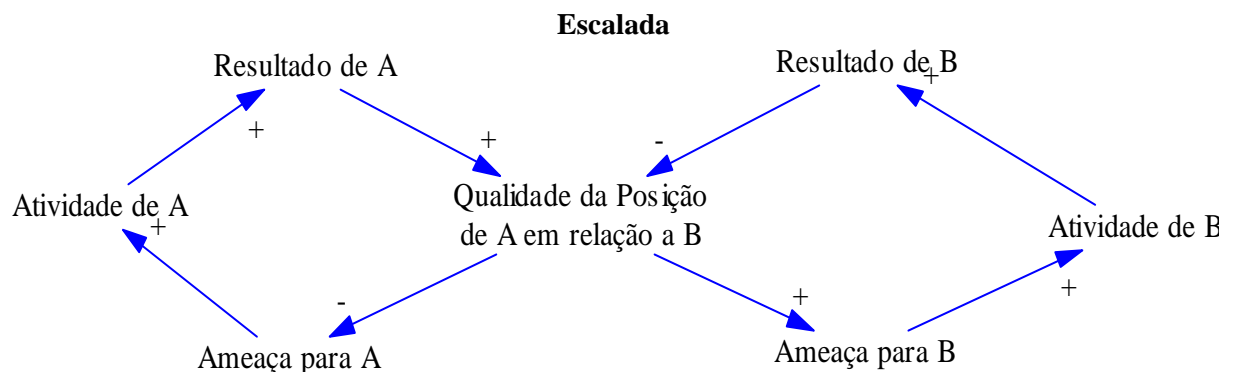 Escalada
Resultado de A
Resultado de B
+
+
+
-
Qualidade da Posição
de A em relação a B
Atividade de A
+
Atividade de B
-
+
+
Ameaça para A
Ameaça para B